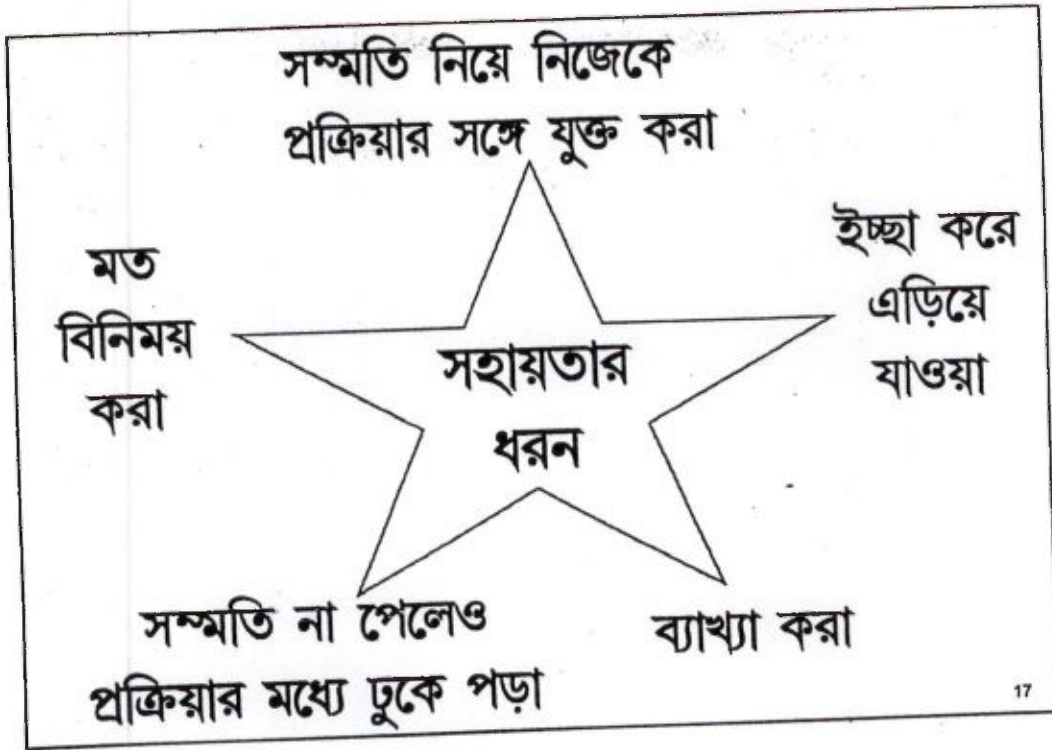 সম্মতি নিয়ে নিজেকে
প্রক্রিয়ার সঙ্গে যুক্ত করা
ইচ্ছা করে
এড়িয়ে
যাওয়া
মত
বিনিময়
করা
সহায়তার
ধরন
সম্মতি না পেলেও
প্রক্রিয়ার মধ্যে ঢুকে পড়া
ব্যাখ্যা করা
17